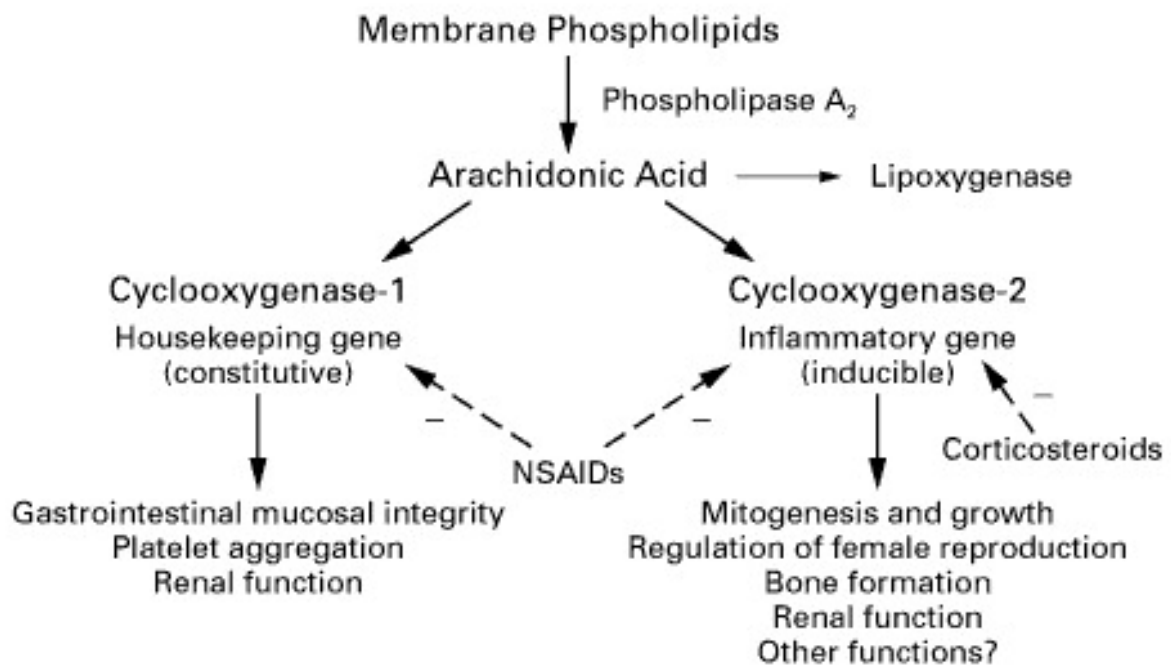 Membrane Phospholipids
Phospholipase A₂
Arachidonic Acid
Lipoxygenase
Cyclooxygenase-1
Housekeeping gene
(constitutive)
Cyclooxygenase-2
Inflammatory gene
(inducible)
–
–
–
NSAIDs
Corticosteroids
Gastrointestinal mucosal integrity
Platelet aggregation
Renal function
Mitogenesis and growth
Regulation of female reproduction
Bone formation
Renal function
Other functions?